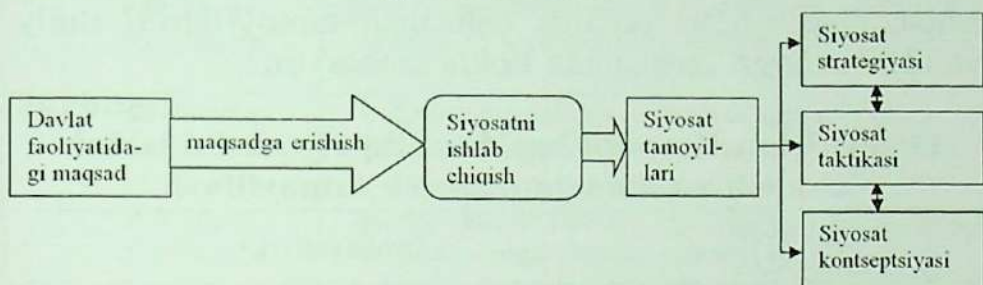 Davlat
faoliyatida-
gi maqsad
maqsadga erishish
Siyosatni
ishlab
chiqish
Siyosat
tamoyil-
lari
Siyosat
strategiyasi
Siyosat
taktikasi
Siyosat
kontseptsiyasi